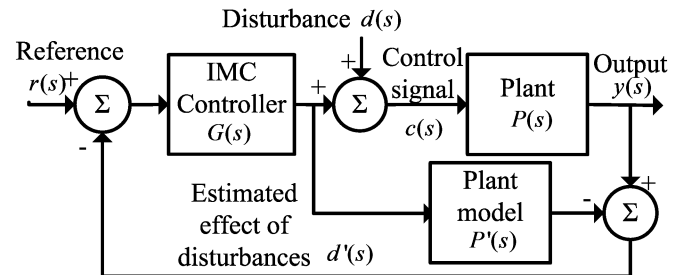 Disturbance d(s)
Reference
r(s)
+
Σ
-
IMC
Controller
G(s)
+
+
Σ
Control
signal
c(s)
Plant
P(s)
Output
y(s)
Estimated
effect of
disturbances d'(s)
Plant
model
P'(s)
-
+
Σ